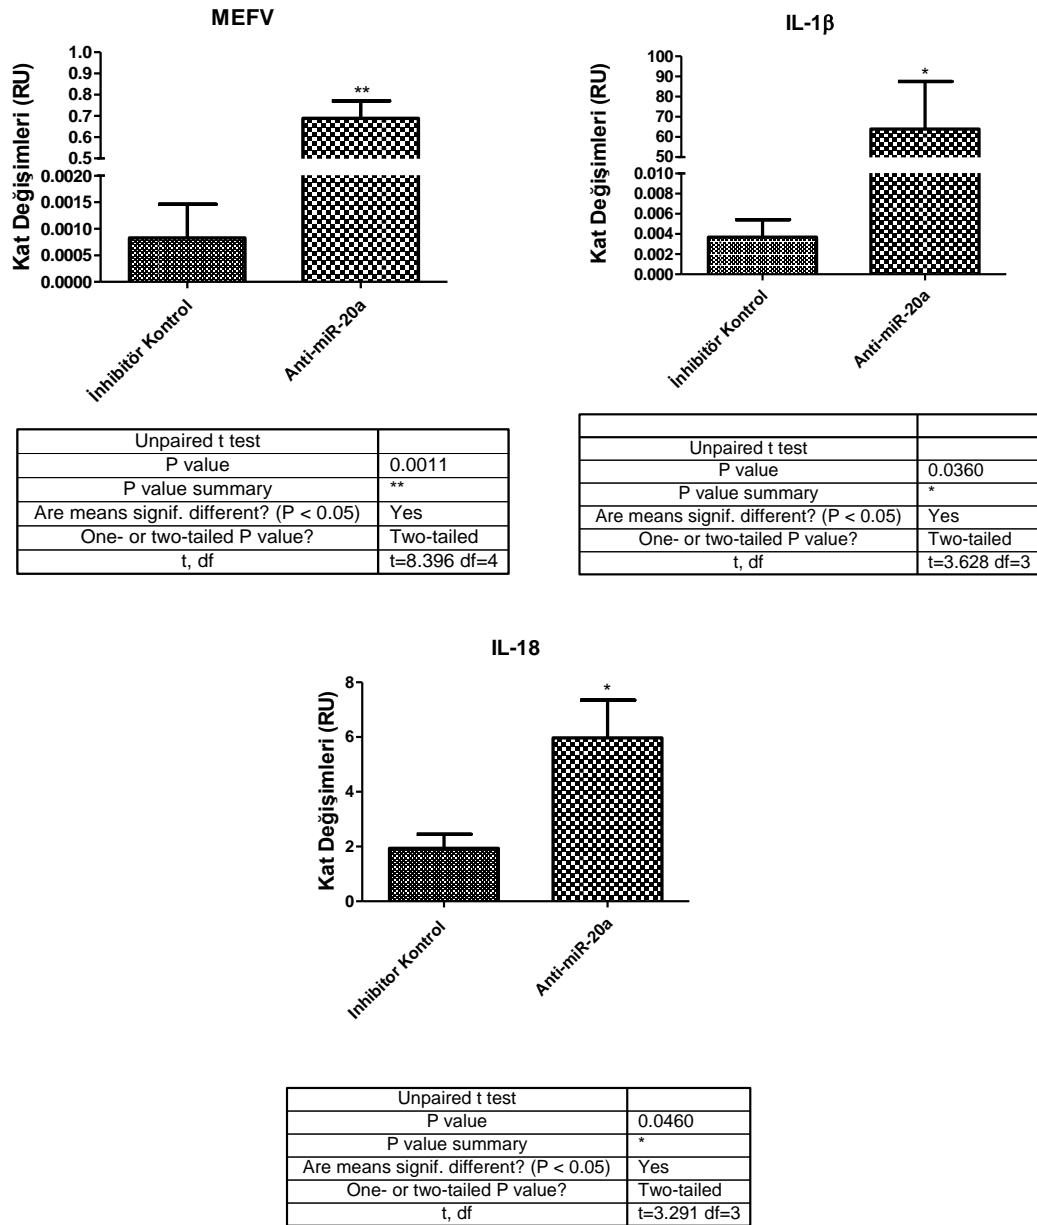 MEFV
Kat Değişimleri (RU)
1.0
0.9
0.8
0.7
0.6
0.5
0.0020
0.0015
0.0010
0.0005
0.0000
**
İnhibitör Kontrol
Anti-miR-20a
Unpaired t test
P value 0.0011
P value summary **
Are means signif. different? (P < 0.05) Yes
One- or two-tailed P value? Two-tailed
t, df t=8.396 df=4
IL-1β
Kat Değişimleri (RU)
100
90
80
70
60
50
0.010
0.008
0.006
0.004
0.002
0.000
*
İnhibitör Kontrol
Anti-miR-20a
Unpaired t test
P value 0.0360
P value summary *
Are means signif. different? (P < 0.05) Yes
One- or two-tailed P value? Two-tailed
t, df t=3.628 df=3
IL-18
Kat Değişimleri (RU)
8
6
4
2
0
*
Inhibitor Kontrol
Anti-miR-20a
Unpaired t test
P value 0.0460
P value summary *
Are means signif. different? (P < 0.05) Yes
One- or two-tailed P value? Two-tailed
t, df t=3.291 df=3